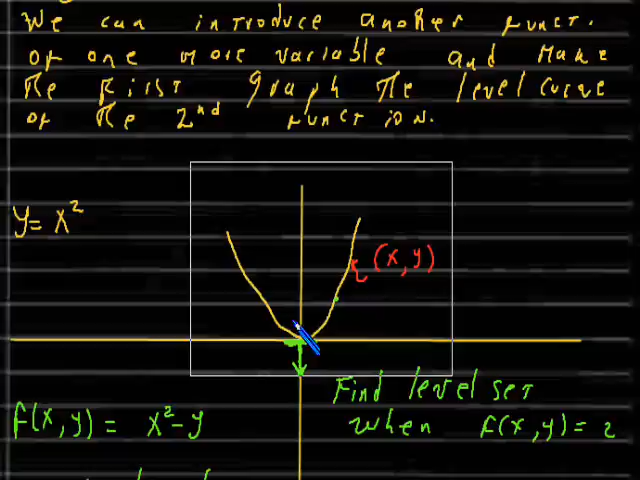 We can introduce another funct.
of one more variable and make
the first graph the level curve
of the 2nd function.
y = x²
(x, y)
Find level set
f(x, y) = x² - y
when f(x, y) = 2